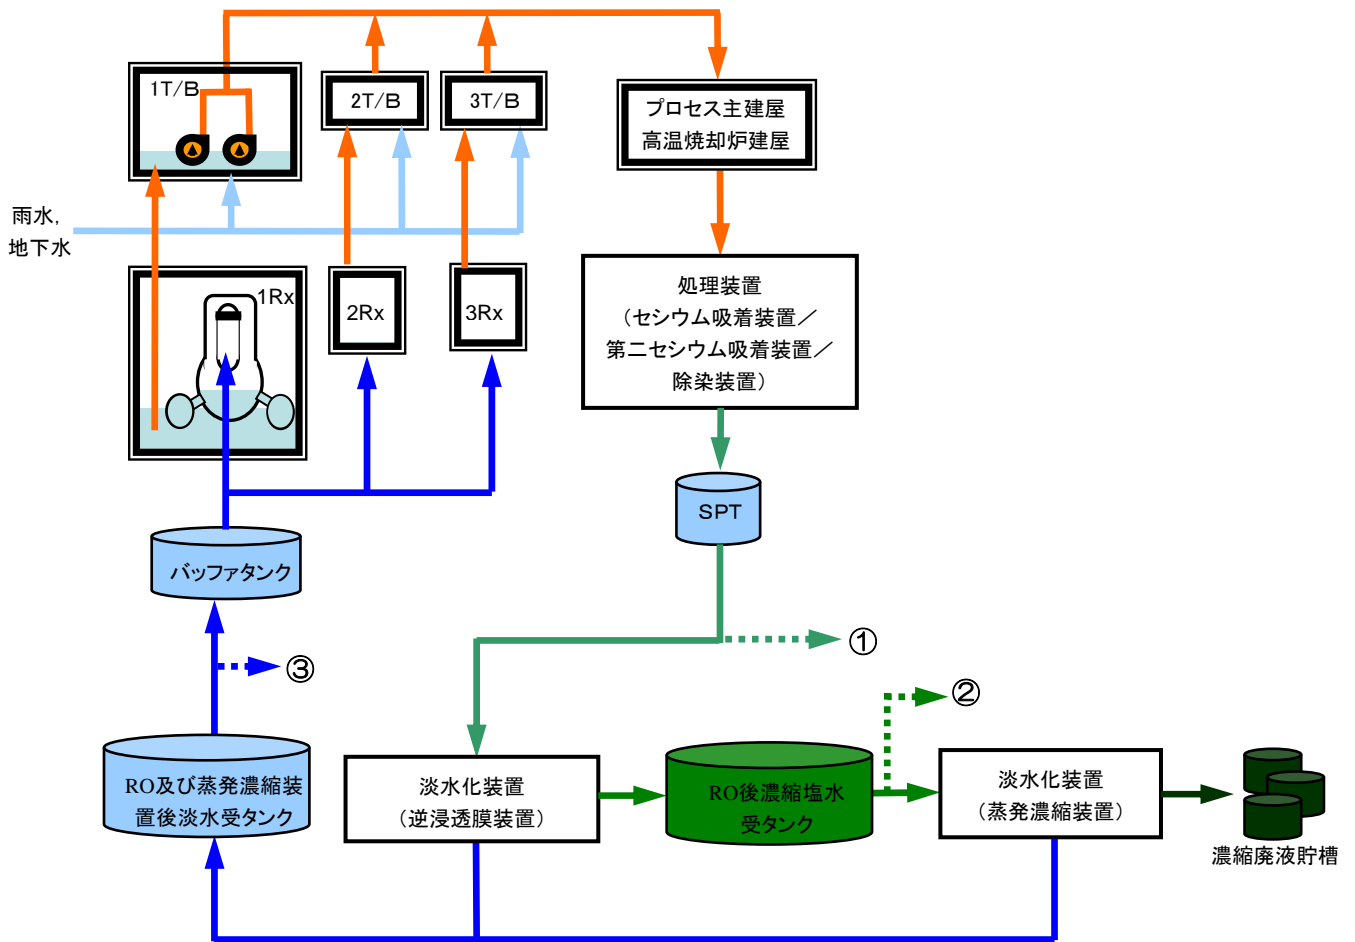 1T/B
2T/B
3T/B
プロセス主建屋
高温焼却炉建屋
雨水,
地下水
1Rx
2Rx
3Rx
処理装置
（セシウム吸着装置／
第二セシウム吸着装置／
除染装置）
SPT
バッファタンク
①
③
②
RO及び蒸発濃縮装
置後淡水受タンク
淡水化装置
（逆浸透膜装置）
RO後濃縮塩水
受タンク
淡水化装置
（蒸発濃縮装置）
濃縮廃液貯槽